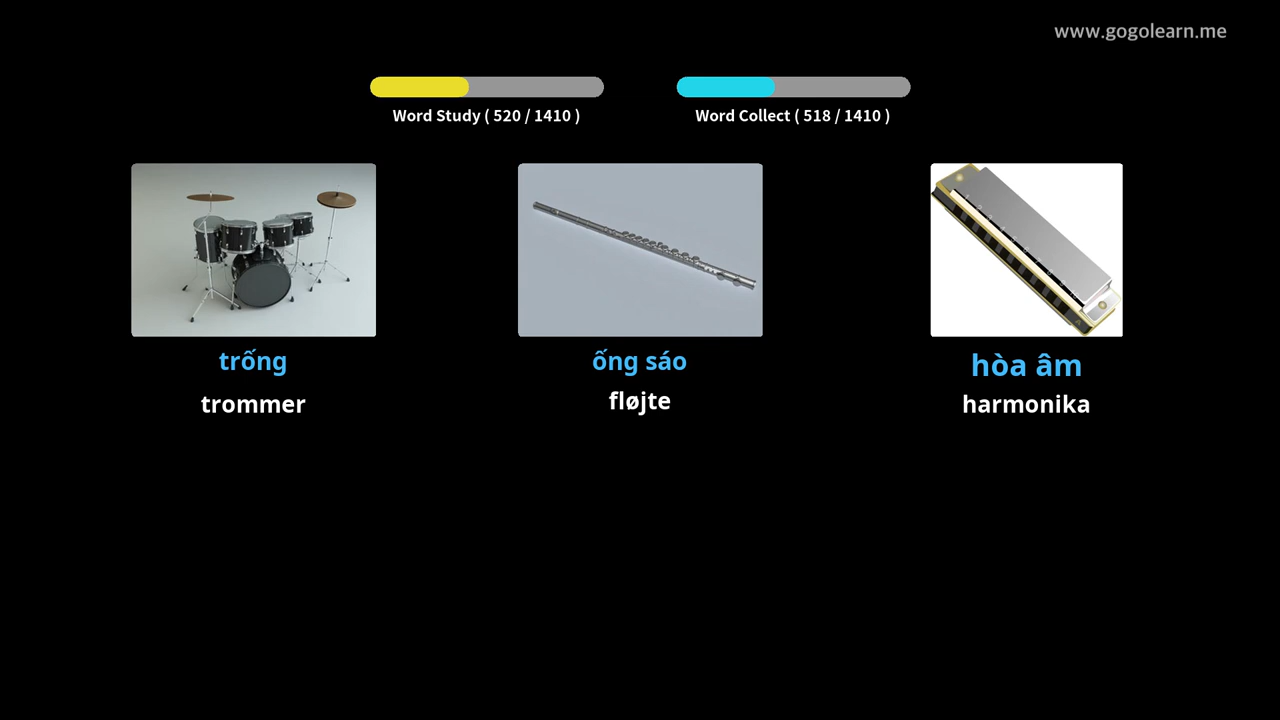 www.gogolearn.me
Word Study ( 520 / 1410 )
Word Collect ( 518 / 1410 )
trống
trommer
ống sáo
fløjte
hòa âm
harmonika